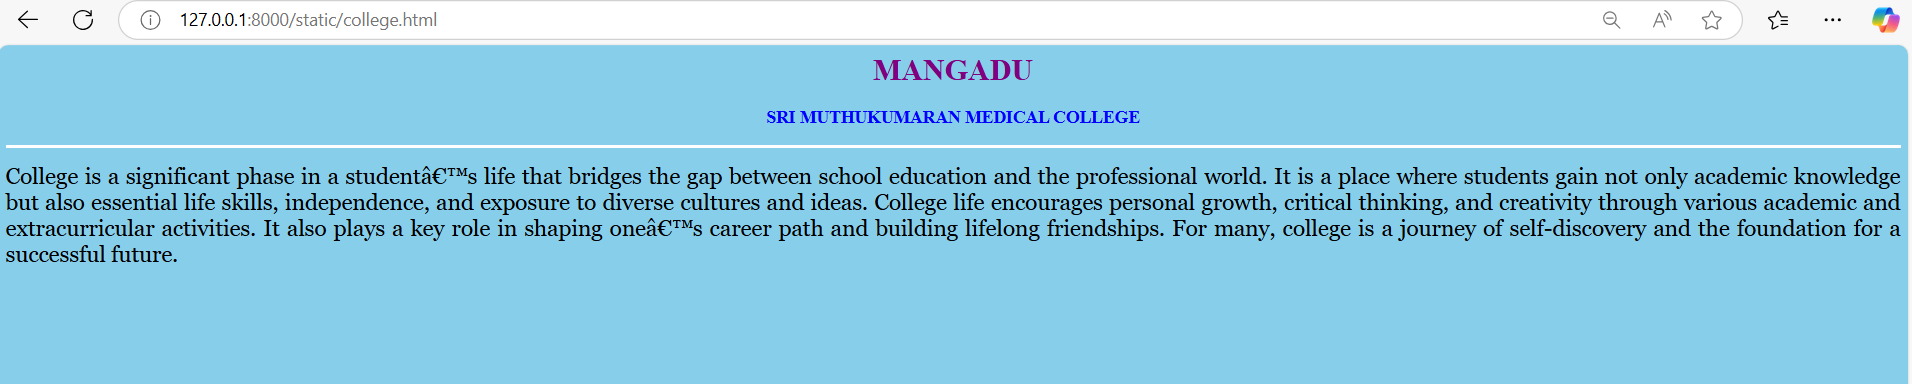 127.0.0.1:8000/static/college.html
MANGADU
SRI MUTHUKUMARAN MEDICAL COLLEGE
College is a significant phase in a studentâ€™s life that bridges the gap between school education and the professional world. It is a place where students gain not only academic knowledge
but also essential life skills, independence, and exposure to diverse cultures and ideas. College life encourages personal growth, critical thinking, and creativity through various academic and
extracurricular activities. It also plays a key role in shaping oneâ€™s career path and building lifelong friendships. For many, college is a journey of self-discovery and the foundation for a
successful future.